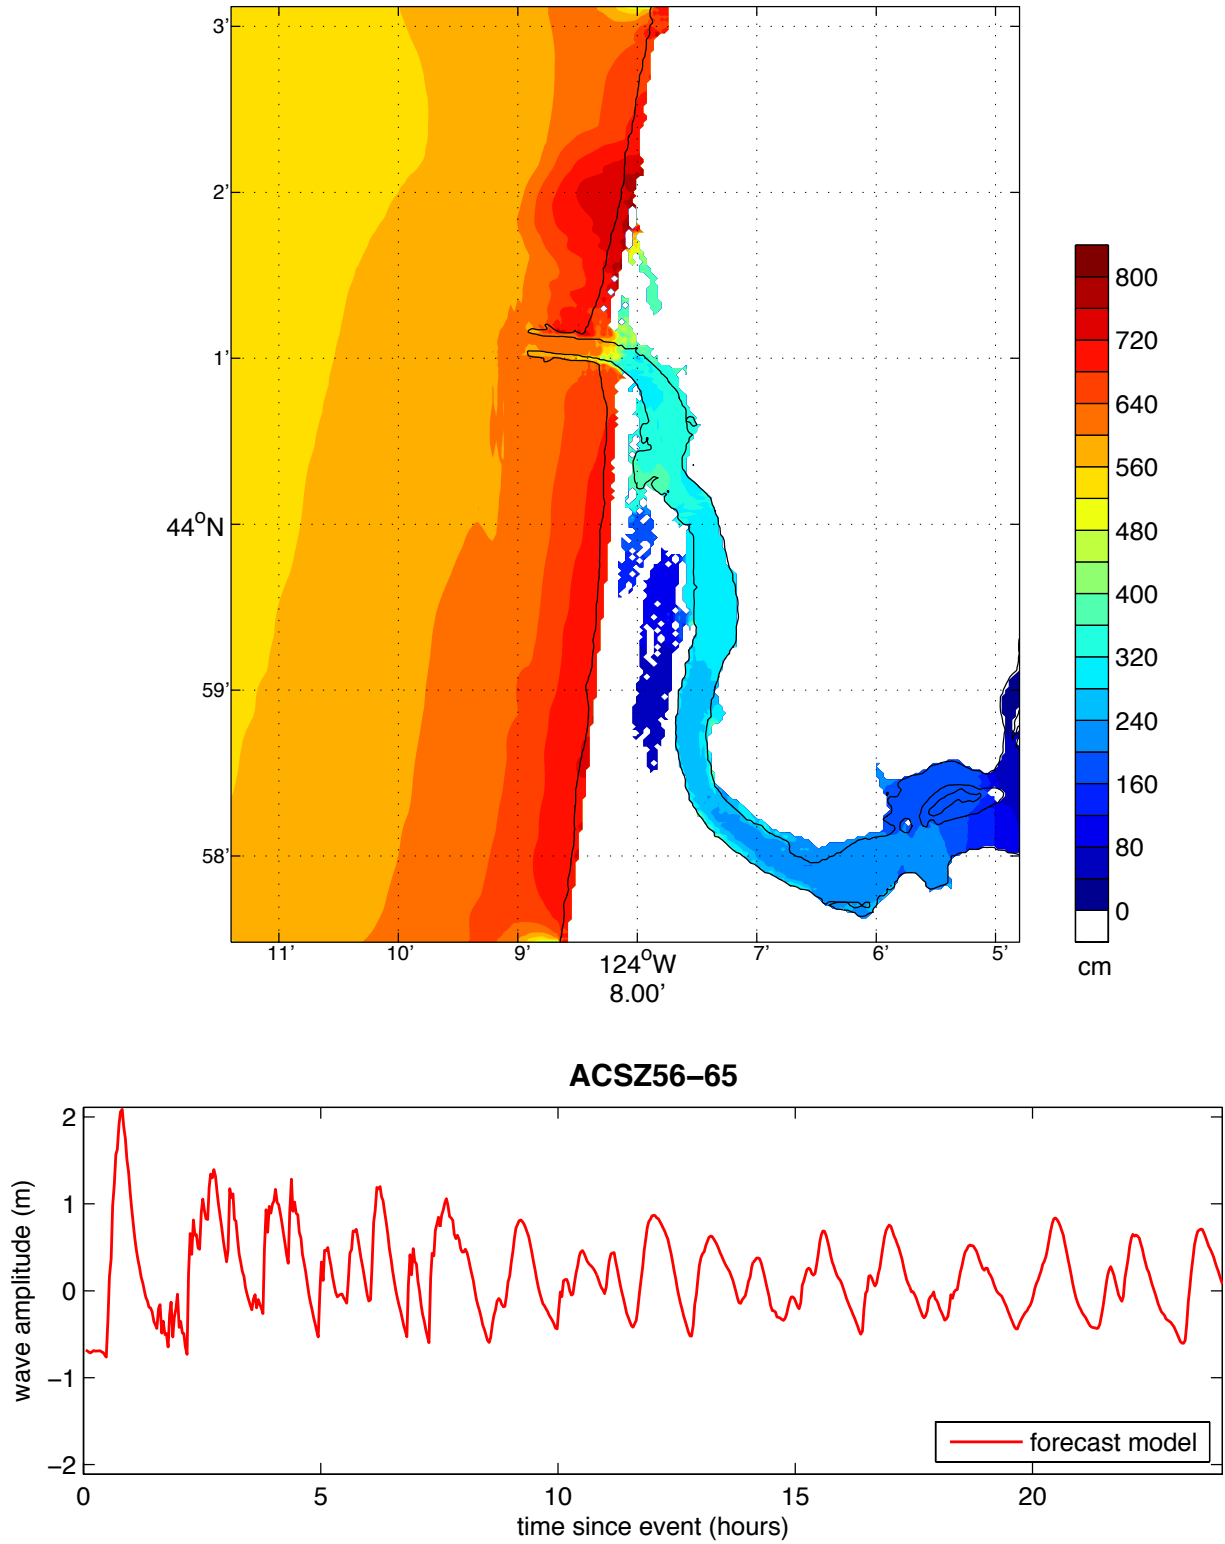 3'
2'
1'
44°N
59'
58'
11' 10' 9' 124°W 7' 6' 5'
8.00'
800
720
640
560
480
400
320
240
160
80
0
cm
ACSZ56–65
wave amplitude (m)
2
1
0
−1
−2
forecast model
0 5 10 15 20
time since event (hours)